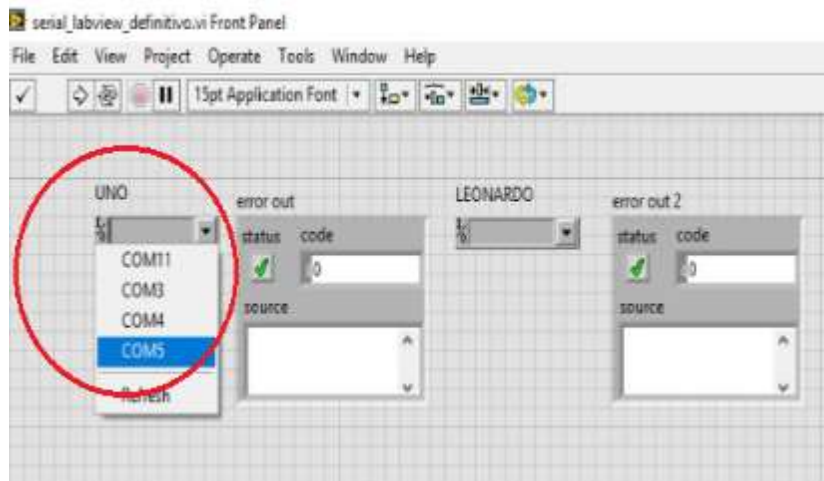 serial_labview_definitivo.vi Front Panel
File Edit View Project Operate Tools Window Help
15pt Application Font
UNO
error out
LEONARDO
error out 2
status code
status code
COM11
0
0
COM3
source
source
COM4
COM5
Refresh